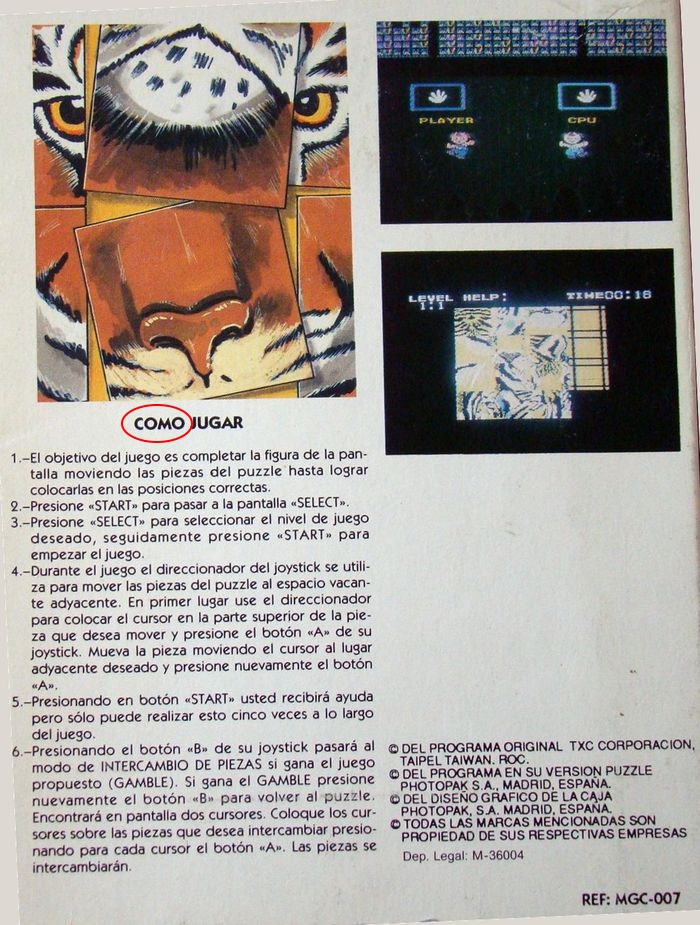 PLAYER
CPU
LEVEL HELP:
TIME00:16
1:1
COMO JUGAR
1.–El objetivo del juego es completar la figura de la pan-
talla moviendo las piezas del puzzle hasta lograr
colocarlas en las posiciones correctas.
2.–Presione «START» para pasar a la pantalla «SELECT».
3.–Presione «SELECT» para seleccionar el nivel de juego
deseado, seguidamente presione «START» para
empezar el juego.
4.–Durante el juego el direccionador del joystick se utili-
za para mover las piezas del puzzle al espacio vacan-
te adyacente. En primer lugar use el direccionador
para colocar el cursor en la parte superior de la pie-
za que desea mover y presione el botón «A» de su
joystick. Mueva la pieza moviendo el cursor al lugar
adyacente deseado y presione nuevamente el botón
«A».
5.–Presionando en botón «START» usted recibirá ayuda
pero sólo puede realizar esto cinco veces a lo largo
del juego.
6.–Presionando el botón «B» de su joystick pasará al
modo de INTERCAMBIO DE PIEZAS si gana el juego
propuesto (GAMBLE). Si gana el GAMBLE presione
nuevamente el botón «B» para volver al puzzle.
Encontrará en pantalla dos cursores. Coloque los cur-
sores sobre las piezas que desea intercambiar presio-
nando para cada cursor el botón «A». Las piezas se
intercambiarán.
© DEL PROGRAMA ORIGINAL TXC CORPORACION,
TAIPEL TAIWAN. ROC.
© DEL PROGRAMA EN SU VERSION PUZZLE
PHOTOPAK S.A., MADRID, ESPAÑA.
© DEL DISEÑO GRAFICO DE LA CAJA
PHOTOPAK, S.A. MADRID, ESPAÑA.
© TODAS LAS MARCAS MENCIONADAS SON
PROPIEDAD DE SUS RESPECTIVAS EMPRESAS
Dep. Legal: M-36004
REF: MGC-007